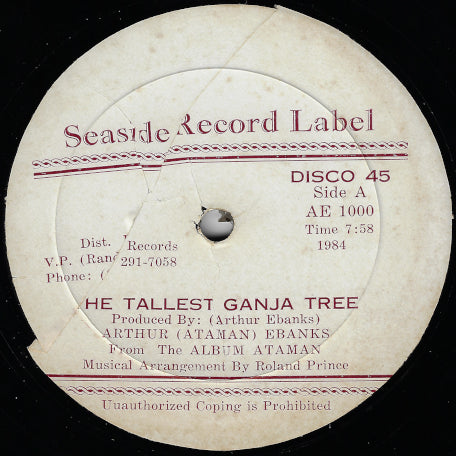 Seaside Record Label
DISCO 45
Side A
AE 1000
Time 7:58
1984
Dist. Records
V.P. (Ran
291-7058
Phone: (
HE TALLEST GANJA TREE
Produced By: (Arthur Ebanks)
ARTHUR (ATAMAN) EBANKS
From The ALBUM ATAMAN
Musical Arrangement By Roland Prince
Unauthorized Coping is Prohibited